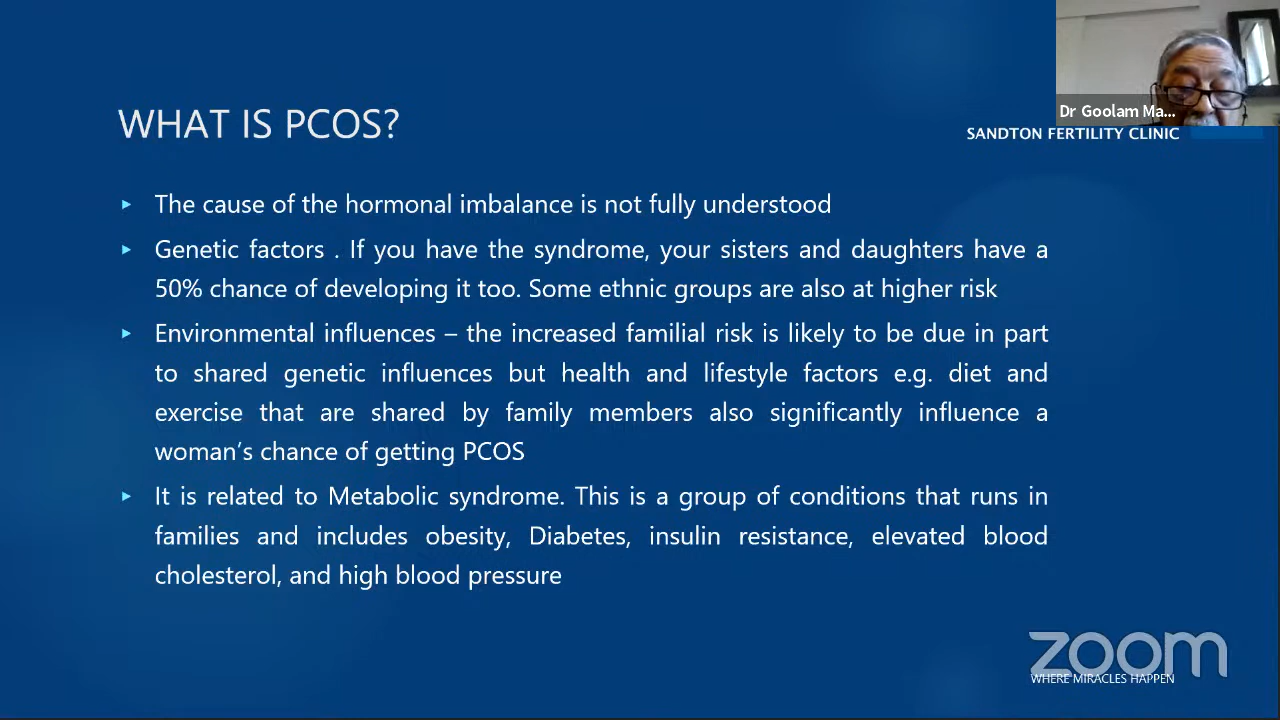 Dr Goolam Ma...
WHAT IS PCOS?
SANDTON FERTILITY CLINIC
The cause of the hormonal imbalance is not fully understood
Genetic factors . If you have the syndrome, your sisters and daughters have a
50% chance of developing it too. Some ethnic groups are also at higher risk
Environmental influences – the increased familial risk is likely to be due in part
to shared genetic influences but health and lifestyle factors e.g. diet and
exercise that are shared by family members also significantly influence a
woman's chance of getting PCOS
It is related to Metabolic syndrome. This is a group of conditions that runs in
families and includes obesity, Diabetes, insulin resistance, elevated blood
cholesterol, and high blood pressure
zoom
WHERE MIRACLES HAPPEN